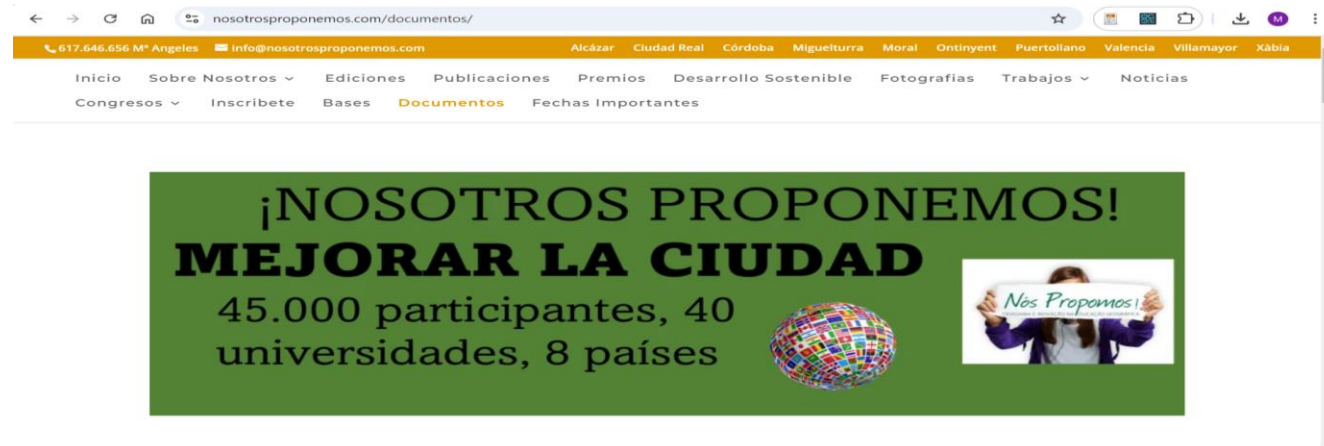 nosotrosproponemos.com/documentos/
M
617.646.656 Mª Angeles info@nosotrosproponemos.com Alcázar Ciudad Real Córdoba Miguelturra Moral Ontinyent Puertollano Valencia Villamayor Xàbia
Inicio Sobre Nosotros Ediciones Publicaciones Premios Desarrollo Sostenible Fotografias Trabajos Noticias
Congresos Inscribete Bases Documentos Fechas Importantes
¡NOSOTROS PROPONEMOS!
MEJORAR LA CIUDAD
45.000 participantes, 40
universidades, 8 países
Nós Propomos!